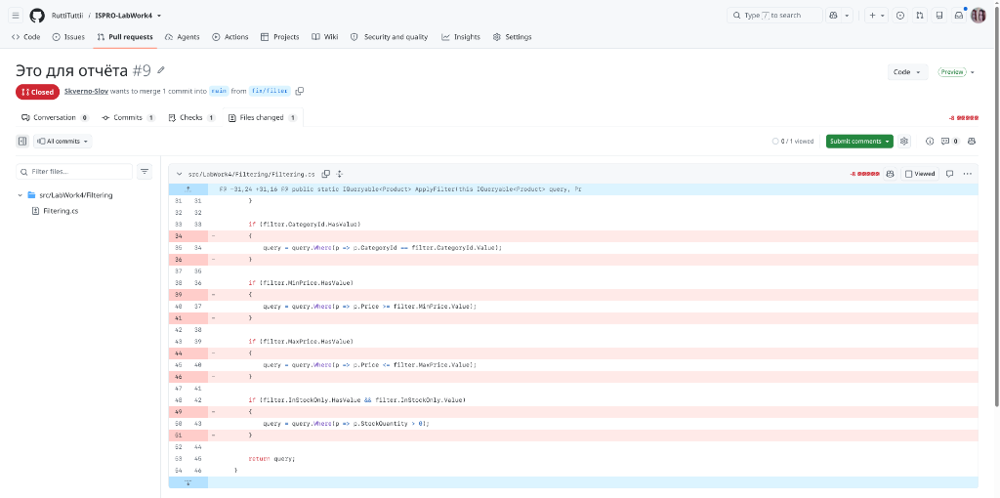 RuttiTuttii / ISPRO-LabWork4
Type / to search
Code Issues Pull requests Agents Actions Projects Wiki Security and quality Insights Settings
Это для отчёта #9
Code
Preview
Closed Skverno-Slov wants to merge 1 commit into main from fix/filter
Conversation 0 Commits 1 Checks 1 Files changed 1
-8
All commits
0 / 1 viewed
Submit comments
0
Filter files...
src/LabWork4/Filtering
Filtering.cs
src/LabWork4/Filtering/Filtering.cs
-8
Viewed
@@ -31,24 +31,16 @@ public static IQueryable<Product> ApplyFilter(this IQueryable<Product> query, Pr
31 31 }
32 32
33 33 if (filter.CategoryId.HasValue)
34 - {
35 34 query = query.Where(p => p.CategoryId == filter.CategoryId.Value);
36 - }
37 35
38 36 if (filter.MinPrice.HasValue)
39 - {
40 37 query = query.Where(p => p.Price >= filter.MinPrice.Value);
41 - }
42 38
43 39 if (filter.MaxPrice.HasValue)
44 - {
45 40 query = query.Where(p => p.Price <= filter.MaxPrice.Value);
46 - }
47 41
48 42 if (filter.InStockOnly.HasValue && filter.InStockOnly.Value)
49 - {
50 43 query = query.Where(p => p.StockQuantity > 0);
51 - }
52 44
53 45 return query;
54 46 }